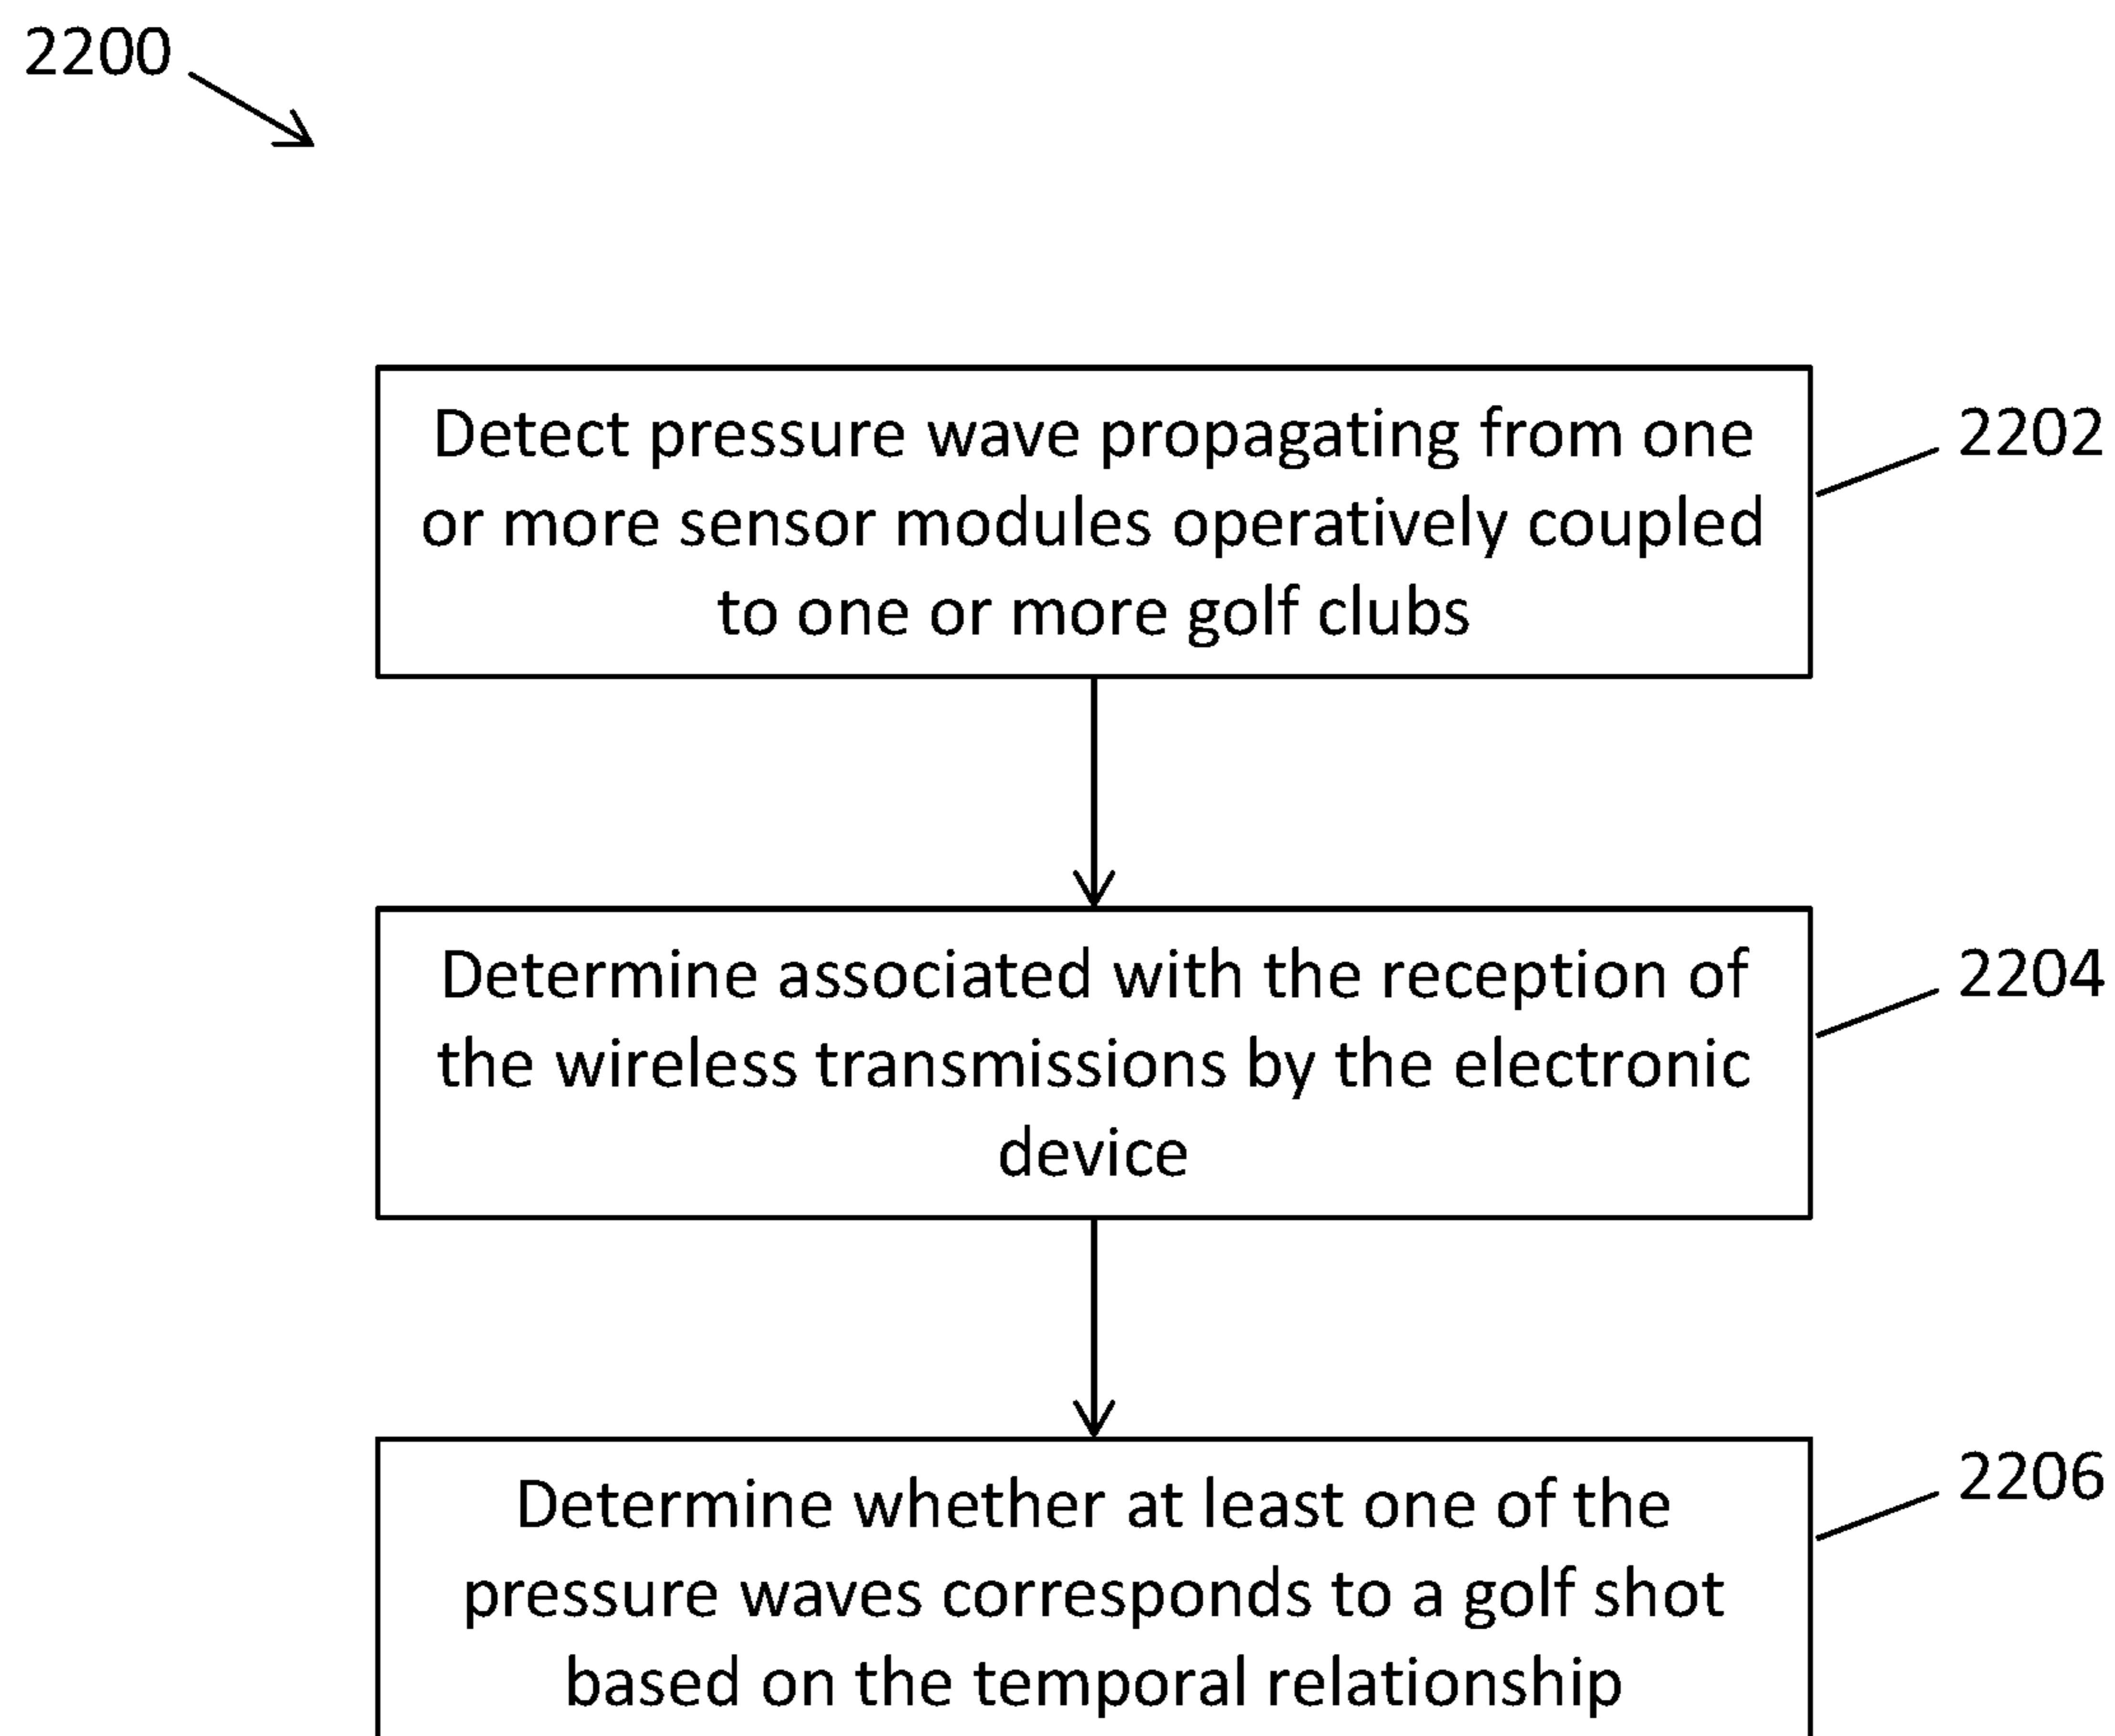 2200
Detect pressure wave propagating from one
or more sensor modules operatively coupled
to one or more golf clubs
2202
Determine associated with the reception of
the wireless transmissions by the electronic
device
2204
Determine whether at least one of the
pressure waves corresponds to a golf shot
based on the temporal relationship
2206